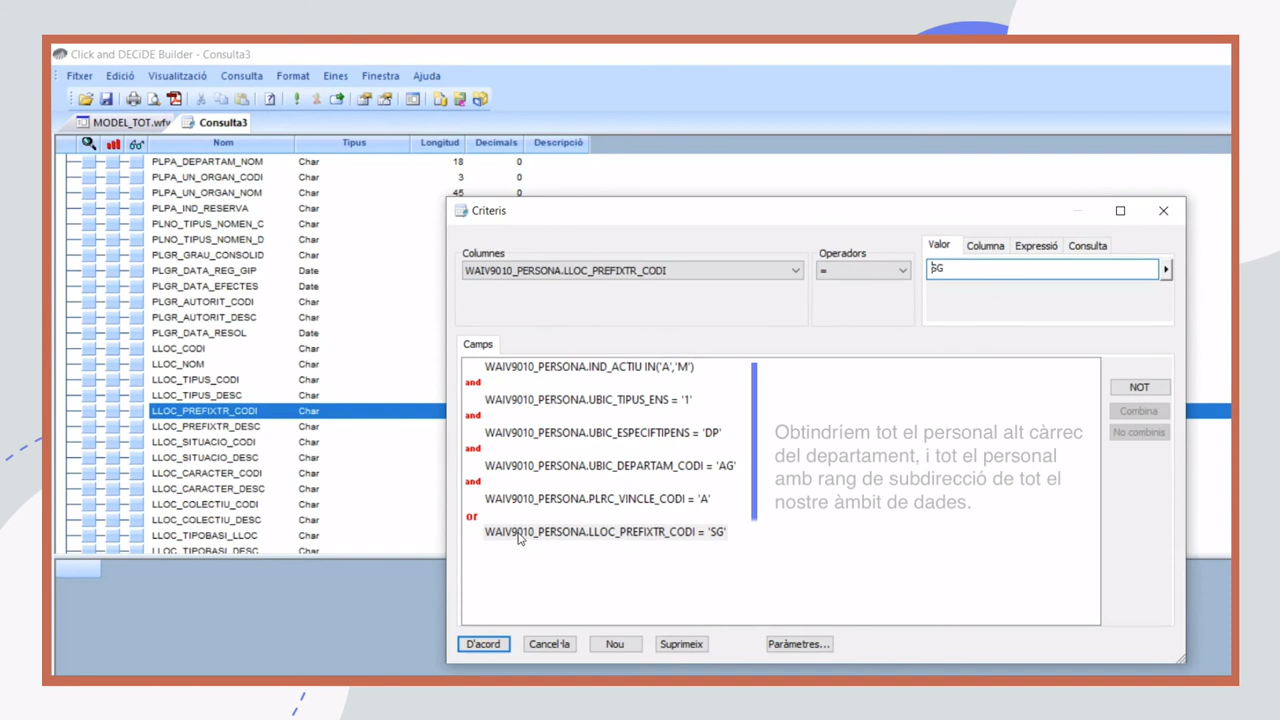 Click and DECiDE Builder - Consulta3
Fitxer Edició Visualització Consulta Format Eines Finestra Ajuda
MODEL_TOT.wfv Consulta3
Nom Tipus Longitud Decimals Descripció
PLPA_DEPARTAM_NOM Char 18 0
PLPA_UN_ORGAN_CODI Char 3 0
PLPA_UN_ORGAN_NOM Char 45 0
PLPA_IND_RESERVA Char
PLNO_TIPUS_NOMEN_C Char
PLNO_TIPUS_NOMEN_D Char
PLGR_GRAU_CONSOLID Char
PLGR_DATA_REG_GIP Date
PLGR_DATA_EFECTES Date
PLGR_AUTORIT_CODI Char
PLGR_AUTORIT_DESC Char
PLGR_DATA_RESOL Date
LLOC_CODI Char
LLOC_NOM Char
LLOC_TIPUS_CODI Char
LLOC_TIPUS_DESC Char
LLOC_PREFIXTR_CODI Char
LLOC_PREFIXTR_DESC Char
LLOC_SITUACIO_CODI Char
LLOC_SITUACIO_DESC Char
LLOC_CARACTER_CODI Char
LLOC_CARACTER_DESC Char
LLOC_COLECTIU_CODI Char
LLOC_COLECTIU_DESC Char
LLOC_TIPOBASI_LLOC Char
LLOC_TIPOBASI_DESC Char
Criteris
Columnes
WAIV9010_PERSONA.LLOC_PREFIXTR_CODI
Operadors
=
Valor Columna Expressió Consulta
SG
Camps
WAIV9010_PERSONA.IND_ACTIU IN('A','M')
and
WAIV9010_PERSONA.UBIC_TIPUS_ENS = '1'
and
WAIV9010_PERSONA.UBIC_ESPECIFTIPENS = 'DP'
and
WAIV9010_PERSONA.UBIC_DEPARTAM_CODI = 'AG'
and
WAIV9010_PERSONA.PLRC_VINCLE_CODI = 'A'
or
WAIV9010_PERSONA.LLOC_PREFIXTR_CODI = 'SG'
Obtindríem tot el personal alt càrrec
del departament, i tot el personal
amb rang de subdirecció de tot el
nostre àmbit de dades.
NOT
Combina
No combinis
D'acord Cancel·la Nou Suprimeix Paràmetres...